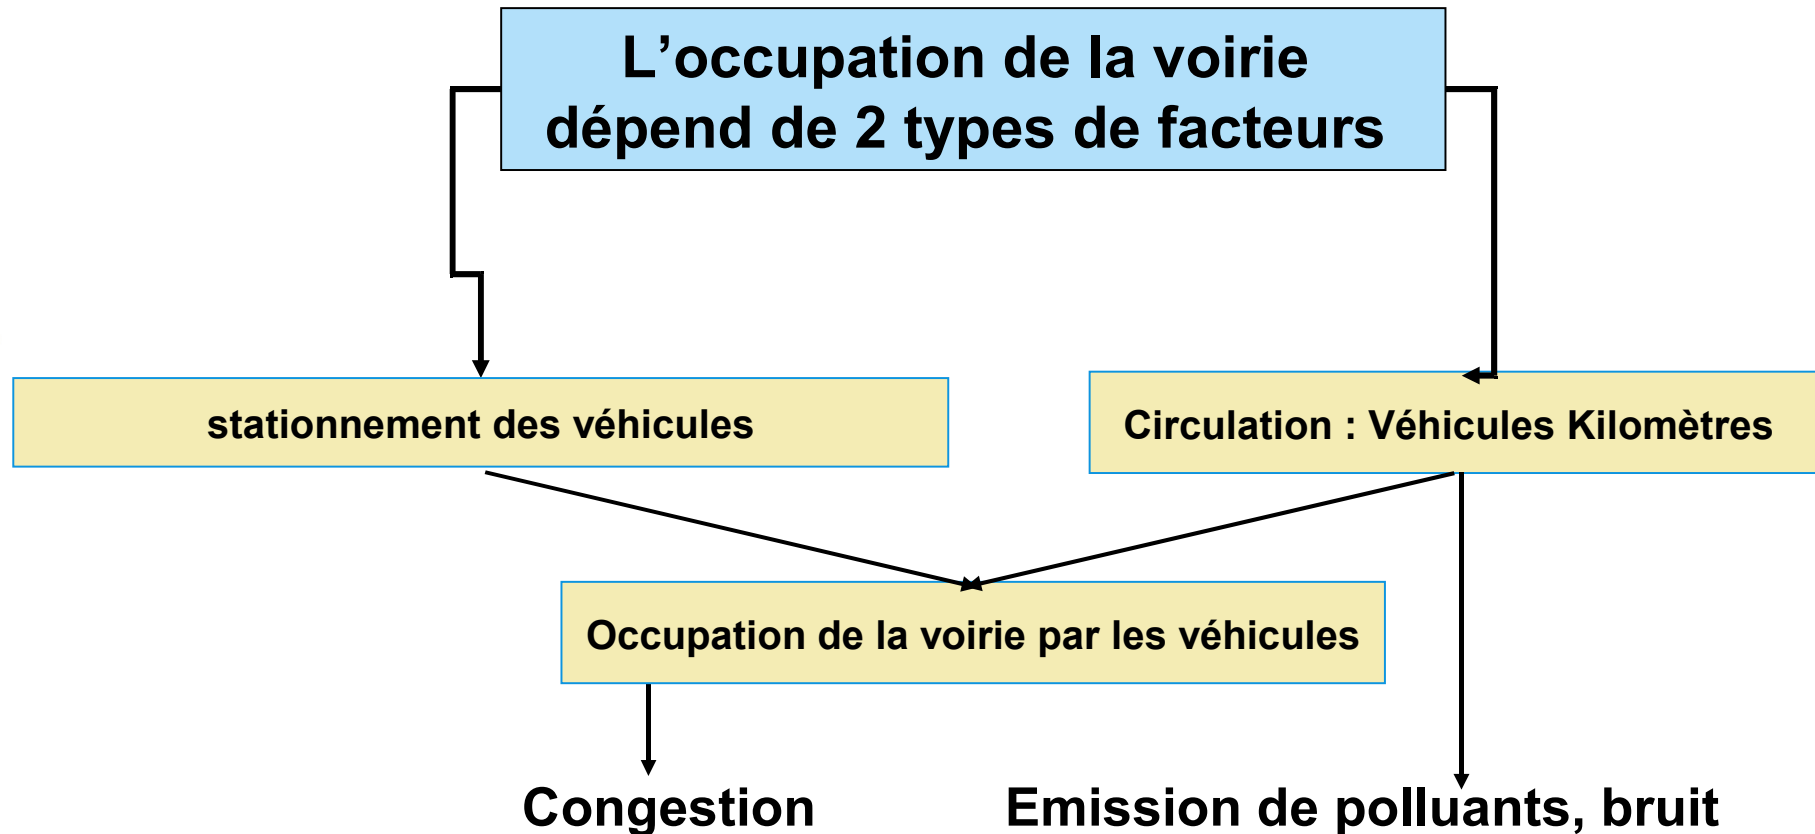 L’occupation de la voirie
dépend de 2 types de facteurs
stationnement des véhicules
Circulation : Véhicules Kilomètres
Occupation de la voirie par les véhicules
Congestion
Emission de polluants, bruit